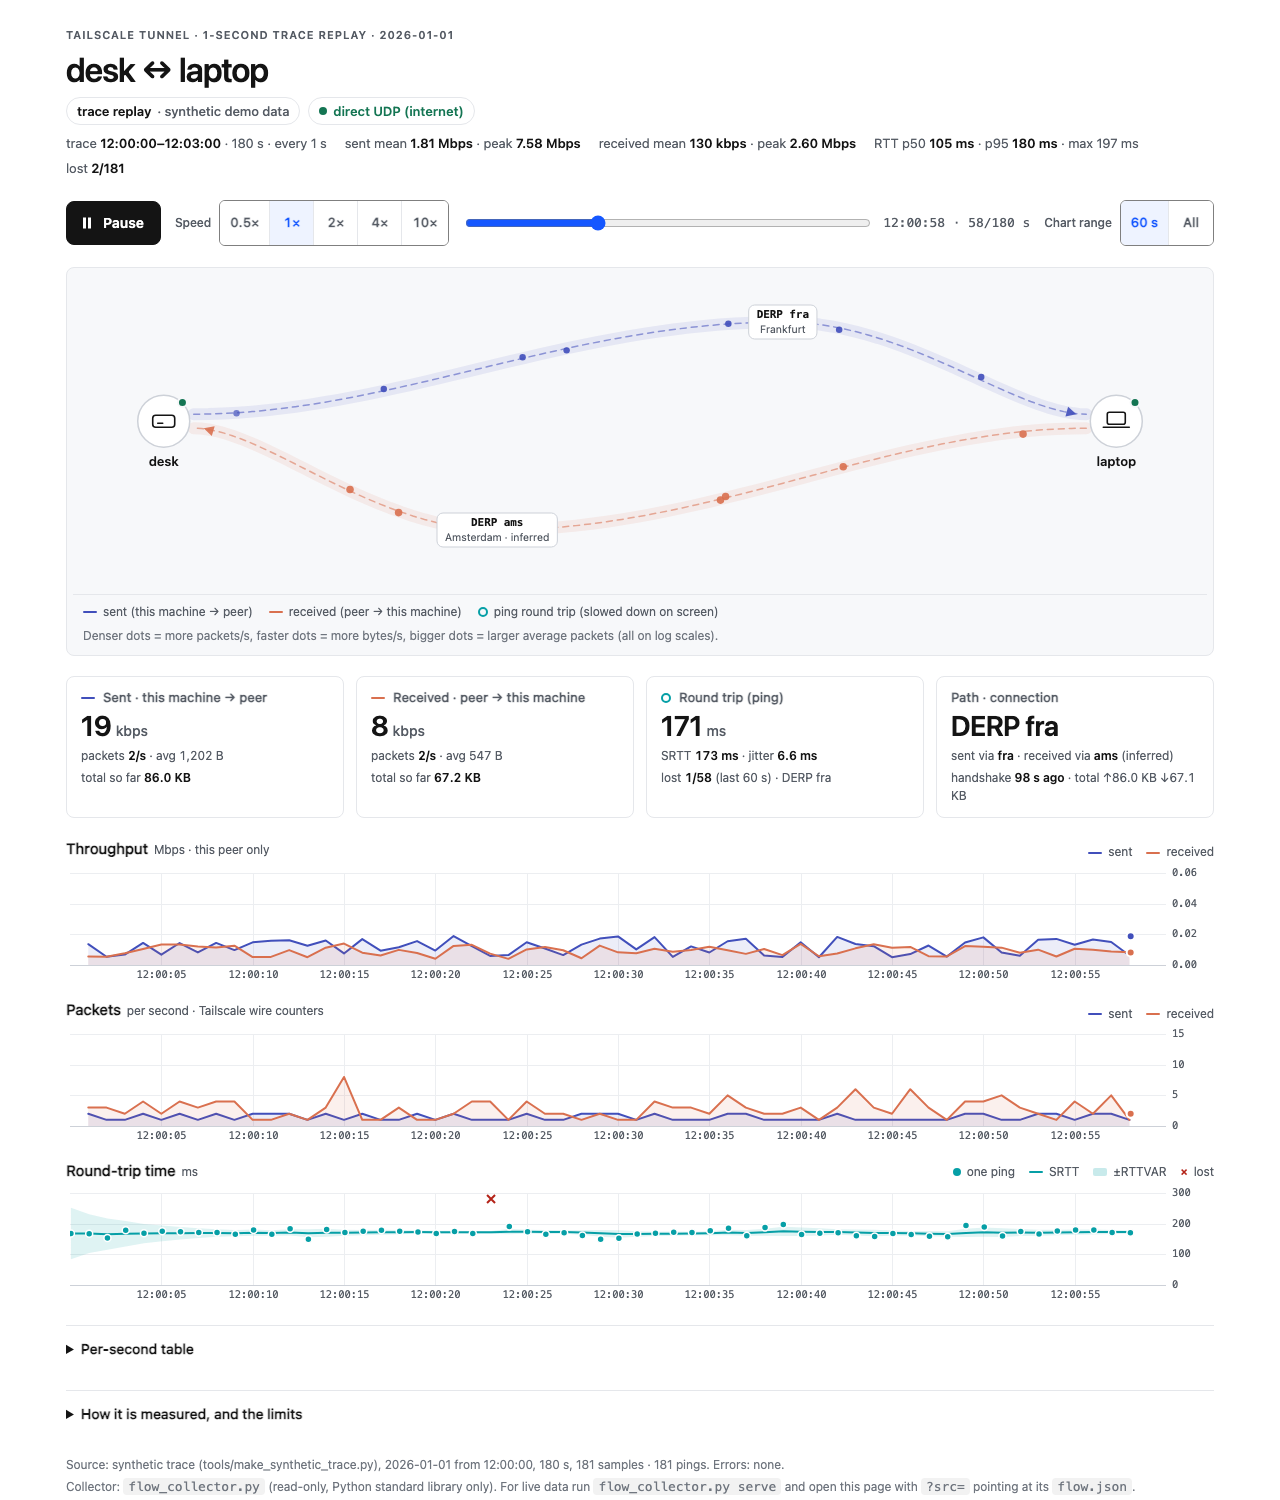 TAILSCALE TUNNEL · 1-SECOND TRACE REPLAY · 2026-01-01
desk ↔ laptop
trace replay · synthetic demo data
direct UDP (internet)
trace 12:00:00–12:03:00 · 180 s · every 1 s sent mean 1.81 Mbps · peak 7.58 Mbps received mean 130 kbps · peak 2.60 Mbps RTT p50 105 ms · p95 180 ms · max 197 ms
lost 2/181
Pause Speed 0.5× 1× 2× 4× 10× 12:00:58 · 58/180 s Chart range 60 s All
DERP fra
Frankfurt
desk
laptop
DERP ams
Amsterdam · inferred
sent (this machine → peer) received (peer → this machine) ping round trip (slowed down on screen)
Denser dots = more packets/s, faster dots = more bytes/s, bigger dots = larger average packets (all on log scales).
Sent · this machine → peer
19 kbps
packets 2/s · avg 1,202 B
total so far 86.0 KB
Received · peer → this machine
8 kbps
packets 2/s · avg 547 B
total so far 67.2 KB
Round trip (ping)
171 ms
SRTT 173 ms · jitter 6.6 ms
lost 1/58 (last 60 s) · DERP fra
Path · connection
DERP fra
sent via fra · received via ams (inferred)
handshake 98 s ago · total ↑86.0 KB ↓67.1
KB
Throughput Mbps · this peer only
sent received
0.06
0.04
0.02
0.00
12:00:05 12:00:10 12:00:15 12:00:20 12:00:25 12:00:30 12:00:35 12:00:40 12:00:45 12:00:50 12:00:55
Packets per second · Tailscale wire counters
sent received
15
10
5
0
12:00:05 12:00:10 12:00:15 12:00:20 12:00:25 12:00:30 12:00:35 12:00:40 12:00:45 12:00:50 12:00:55
Round-trip time ms
one ping SRTT ±RTTVAR × lost
300
200
100
0
12:00:05 12:00:10 12:00:15 12:00:20 12:00:25 12:00:30 12:00:35 12:00:40 12:00:45 12:00:50 12:00:55
Per-second table
How it is measured, and the limits
Source: synthetic trace (tools/make_synthetic_trace.py), 2026-01-01 from 12:00:00, 180 s, 181 samples · 181 pings. Errors: none.
Collector: flow_collector.py (read-only, Python standard library only). For live data run flow_collector.py serve and open this page with ?src= pointing at its flow.json.